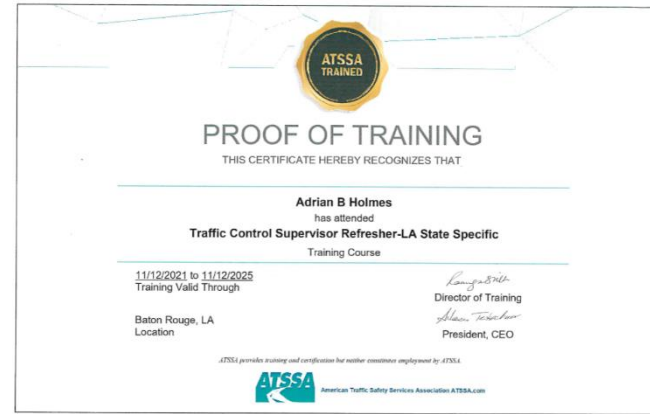 ATSSA
TRAINED
PROOF OF TRAINING
THIS CERTIFICATE HEREBY RECOGNIZES THAT
Adrian B Holmes
has attended
Traffic Control Supervisor Refresher-LA State Specific
Training Course
11/12/2021 to 11/12/2025
Training Valid Through
Director of Training
Baton Rouge, LA
Location
President, CEO
ATSSA provides training and certification but neither constitutes employment by ATSSA.
ATSSA
American Traffic Safety Services Association ATSSA.com